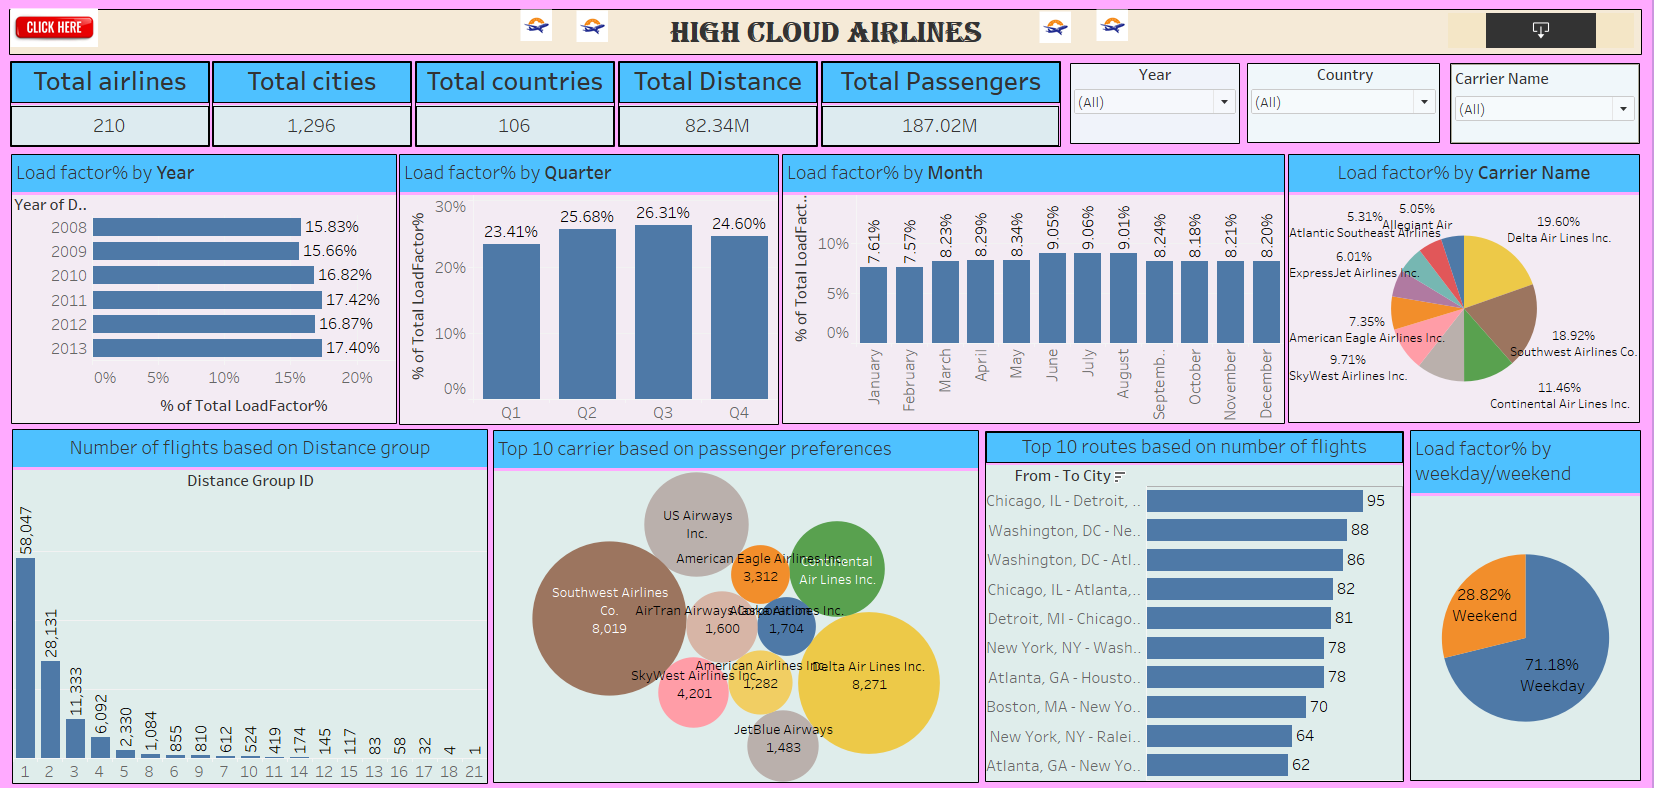 CLICK HERE
HIGH CLOUD AIRLINES
Total airlines
210
Total cities
1,296
Total countries
106
Total Distance
82.34M
Total Passengers
187.02M
Year
(All)
Country
(All)
Carrier Name
(All)
Load factor% by Year
Year of D..
2008 15.83%
2009 15.66%
2010 16.82%
2011 17.42%
2012 16.87%
2013 17.40%
0% 5% 10% 15% 20%
% of Total LoadFactor%
Load factor% by Quarter
% of Total LoadFactor%
30%
20%
10%
0%
23.41% 25.68% 26.31% 24.60%
Q1 Q2 Q3 Q4
Load factor% by Month
% of Total LoadFact..
10%
5%
0%
7.61% 7.57% 8.23% 8.29% 8.34% 9.05% 9.06% 9.01% 8.24% 8.18% 8.21% 8.20%
January February March April May June July August Septemb.. October November December
Load factor% by Carrier Name
5.05%
Allegiant Air
5.31%
Atlantic Southeast Airlines
6.01%
ExpressJet Airlines Inc.
7.35%
American Eagle Airlines Inc.
9.71%
SkyWest Airlines Inc.
19.60%
Delta Air Lines Inc.
18.92%
Southwest Airlines Co.
11.46%
Continental Air Lines Inc.
Number of flights based on Distance group
Distance Group ID
58,047 28,131 11,333 6,092 2,330 1,084 855 810 612 524 419 174 145 117 83 58 32 4 1
1 2 3 4 5 8 6 9 7 10 11 14 12 15 13 16 17 18 21
Top 10 carrier based on passenger preferences
US Airways
Inc.
American Eagle Airlines Inc.
3,312
Continental
Air Lines Inc.
Southwest Airlines
Co.
8,019
AirTran Airways Corporation
1,600
Alaska Airlines Inc.
1,704
American Airlines Inc.
1,282
Delta Air Lines Inc.
8,271
SkyWest Airlines Inc.
4,201
JetBlue Airways
1,483
Top 10 routes based on number of flights
From - To City
Chicago, IL - Detroit, .. 95
Washington, DC - Ne.. 88
Washington, DC - Atl.. 86
Chicago, IL - Atlanta,.. 82
Detroit, MI - Chicago.. 81
New York, NY - Wash.. 78
Atlanta, GA - Housto.. 78
Boston, MA - New Yo.. 70
New York, NY - Ralei.. 64
Atlanta, GA - New Yo.. 62
Load factor% by
weekday/weekend
28.82%
Weekend
71.18%
Weekday